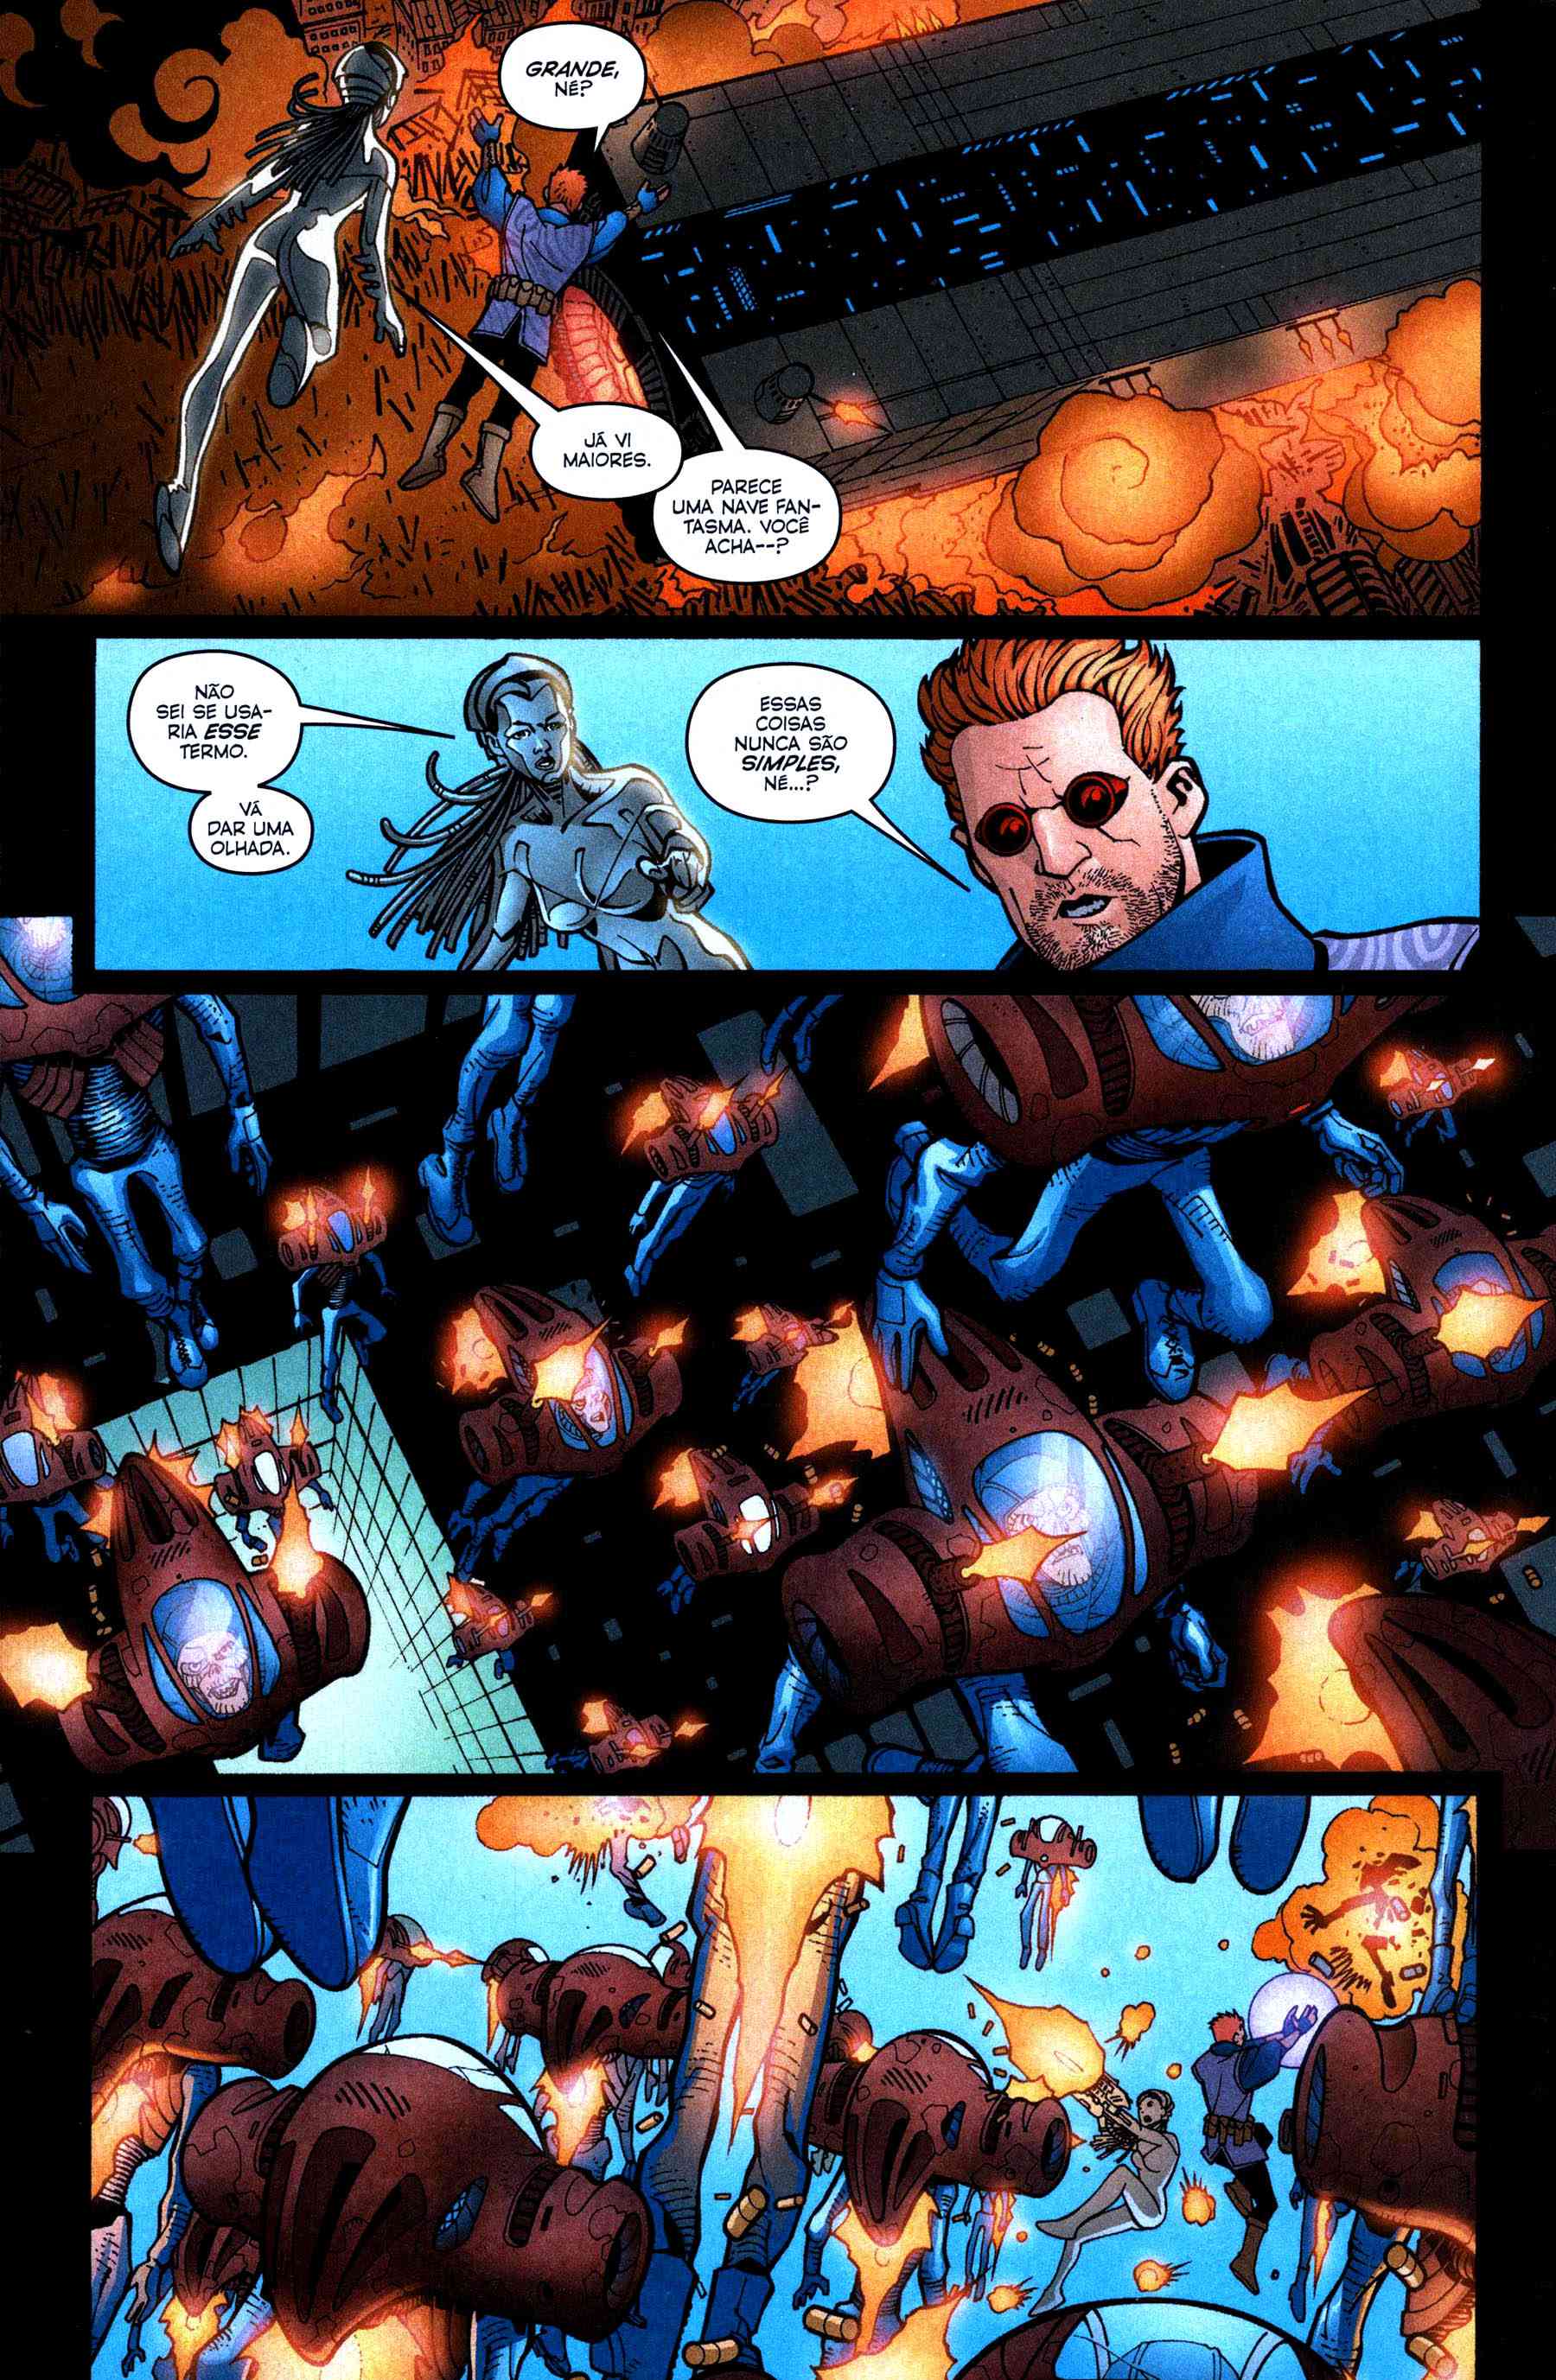 GRANDE,
NÉ?
JÁ VI
MAIORES.
PARECE
UMA NAVE FAN-
TASMA. VOCÊ
ACHA--?
NÃO
SEI SE USA-
RIA ESSE
TERMO.
VÁ
DAR UMA
OLHADA.
ESSAS
COISAS
NUNCA SÃO
SIMPLES,
NÉ...?